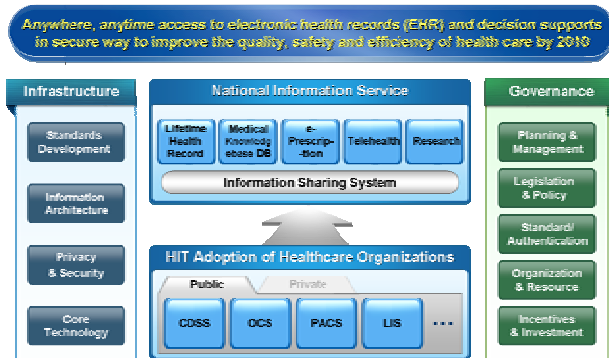 Anywhere, anytime access to electronic health records (EHR) and decision supports
in secure way to improve the quality, safety and efficiency of health care by 2010
Infrastructure
Standards
Development
Information
Architecture
Privacy
& Security
Core
Technology
National Information Service
Lifetime
Health
Record
Medical
Knowledg
ebase DB
e-
Prescrip-
-tion
Telehealth
Research
Information Sharing System
HIT Adoption of Healthcare Organizations
Public
Private
CDSS
OCS
PACS
LIS
...
Governance
Planning &
Management
Legislation
& Policy
Standard/
Authentication
Organization
& Resource
Incentives
& Investment